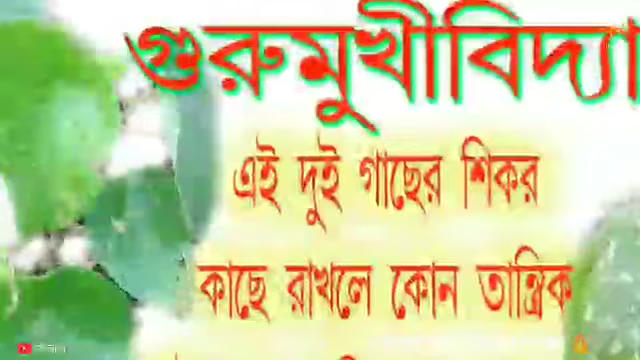 গুরুমুখীবিদ্যা
এই দুই গাছের শিকর
কাছে রাখলে কোন তান্ত্রিক